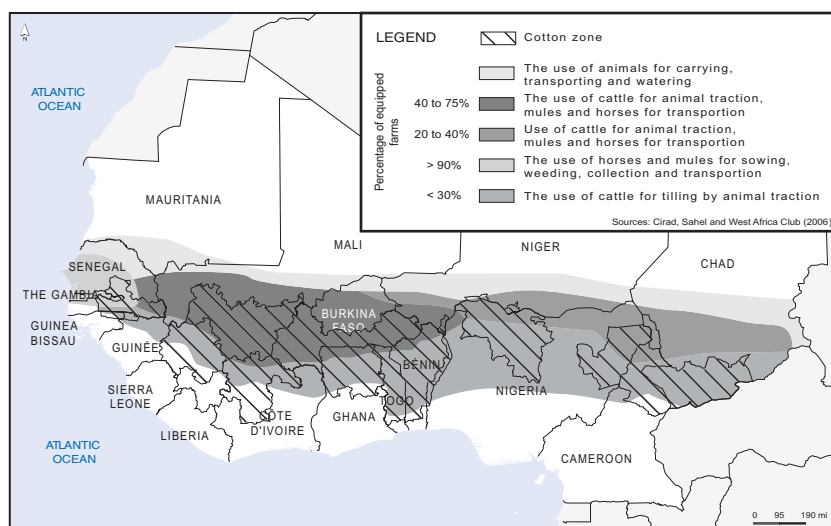 N
LEGEND
Cotton zone
Percentage of equipped
farms
The use of animals for carrying,
transporting and watering
40 to 75%
The use of cattle for animal traction,
mules and horses for transportion
20 to 40%
Use of cattle for animal traction,
mules and horses for transportation
> 90%
The use of horses and mules for sowing,
weeding, collection and transportation
< 30%
The use of cattle for tilling by animal traction
Sources: Cirad, Sahel and West Africa Club (2006)
ATLANTIC
OCEAN
MAURITANIA
MALI
NIGER
CHAD
SENEGAL
THE GAMBIA
GUINEA
BISSAU
BURKINA
FASO
GUINÉE
BÉNIN
SIERRA
LEONE
NIGERIA
TOGO
CÔTE
D'IVOIRE
GHANA
LIBERIA
ATLANTIC
OCEAN
CAMEROON
0 95 190 mi